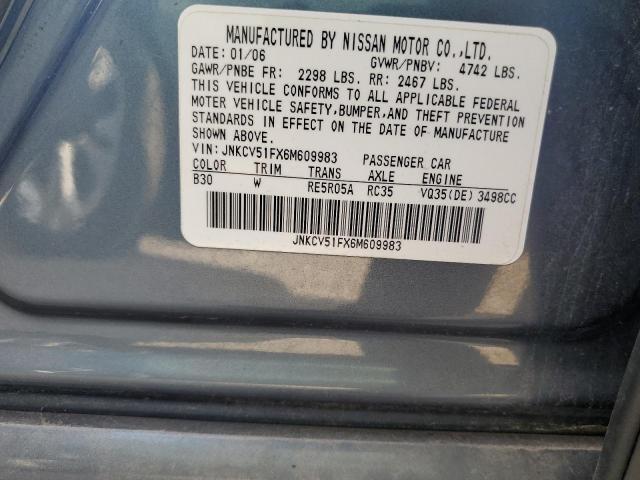 MANUFACTURED BY NISSAN MOTOR CO.,LTD.
DATE: 01/06 GVWR/PNBV: 4742 LBS.
GAWR/PNBE FR: 2298 LBS. RR: 2467 LBS.
THIS VEHICLE CONFORMS TO ALL APPLICABLE FEDERAL
MOTOR VEHICLE SAFETY,BUMPER,AND THEFT PREVENTION
STANDARDS IN EFFECT ON THE DATE OF MANUFACTURE
SHOWN ABOVE.
VIN: JNKCV51FX6M609983 PASSENGER CAR
COLOR TRIM TRANS AXLE ENGINE
B30 W RE5R05A RC35 VQ35(DE) 3498CC
JNKCV51FX6M609983